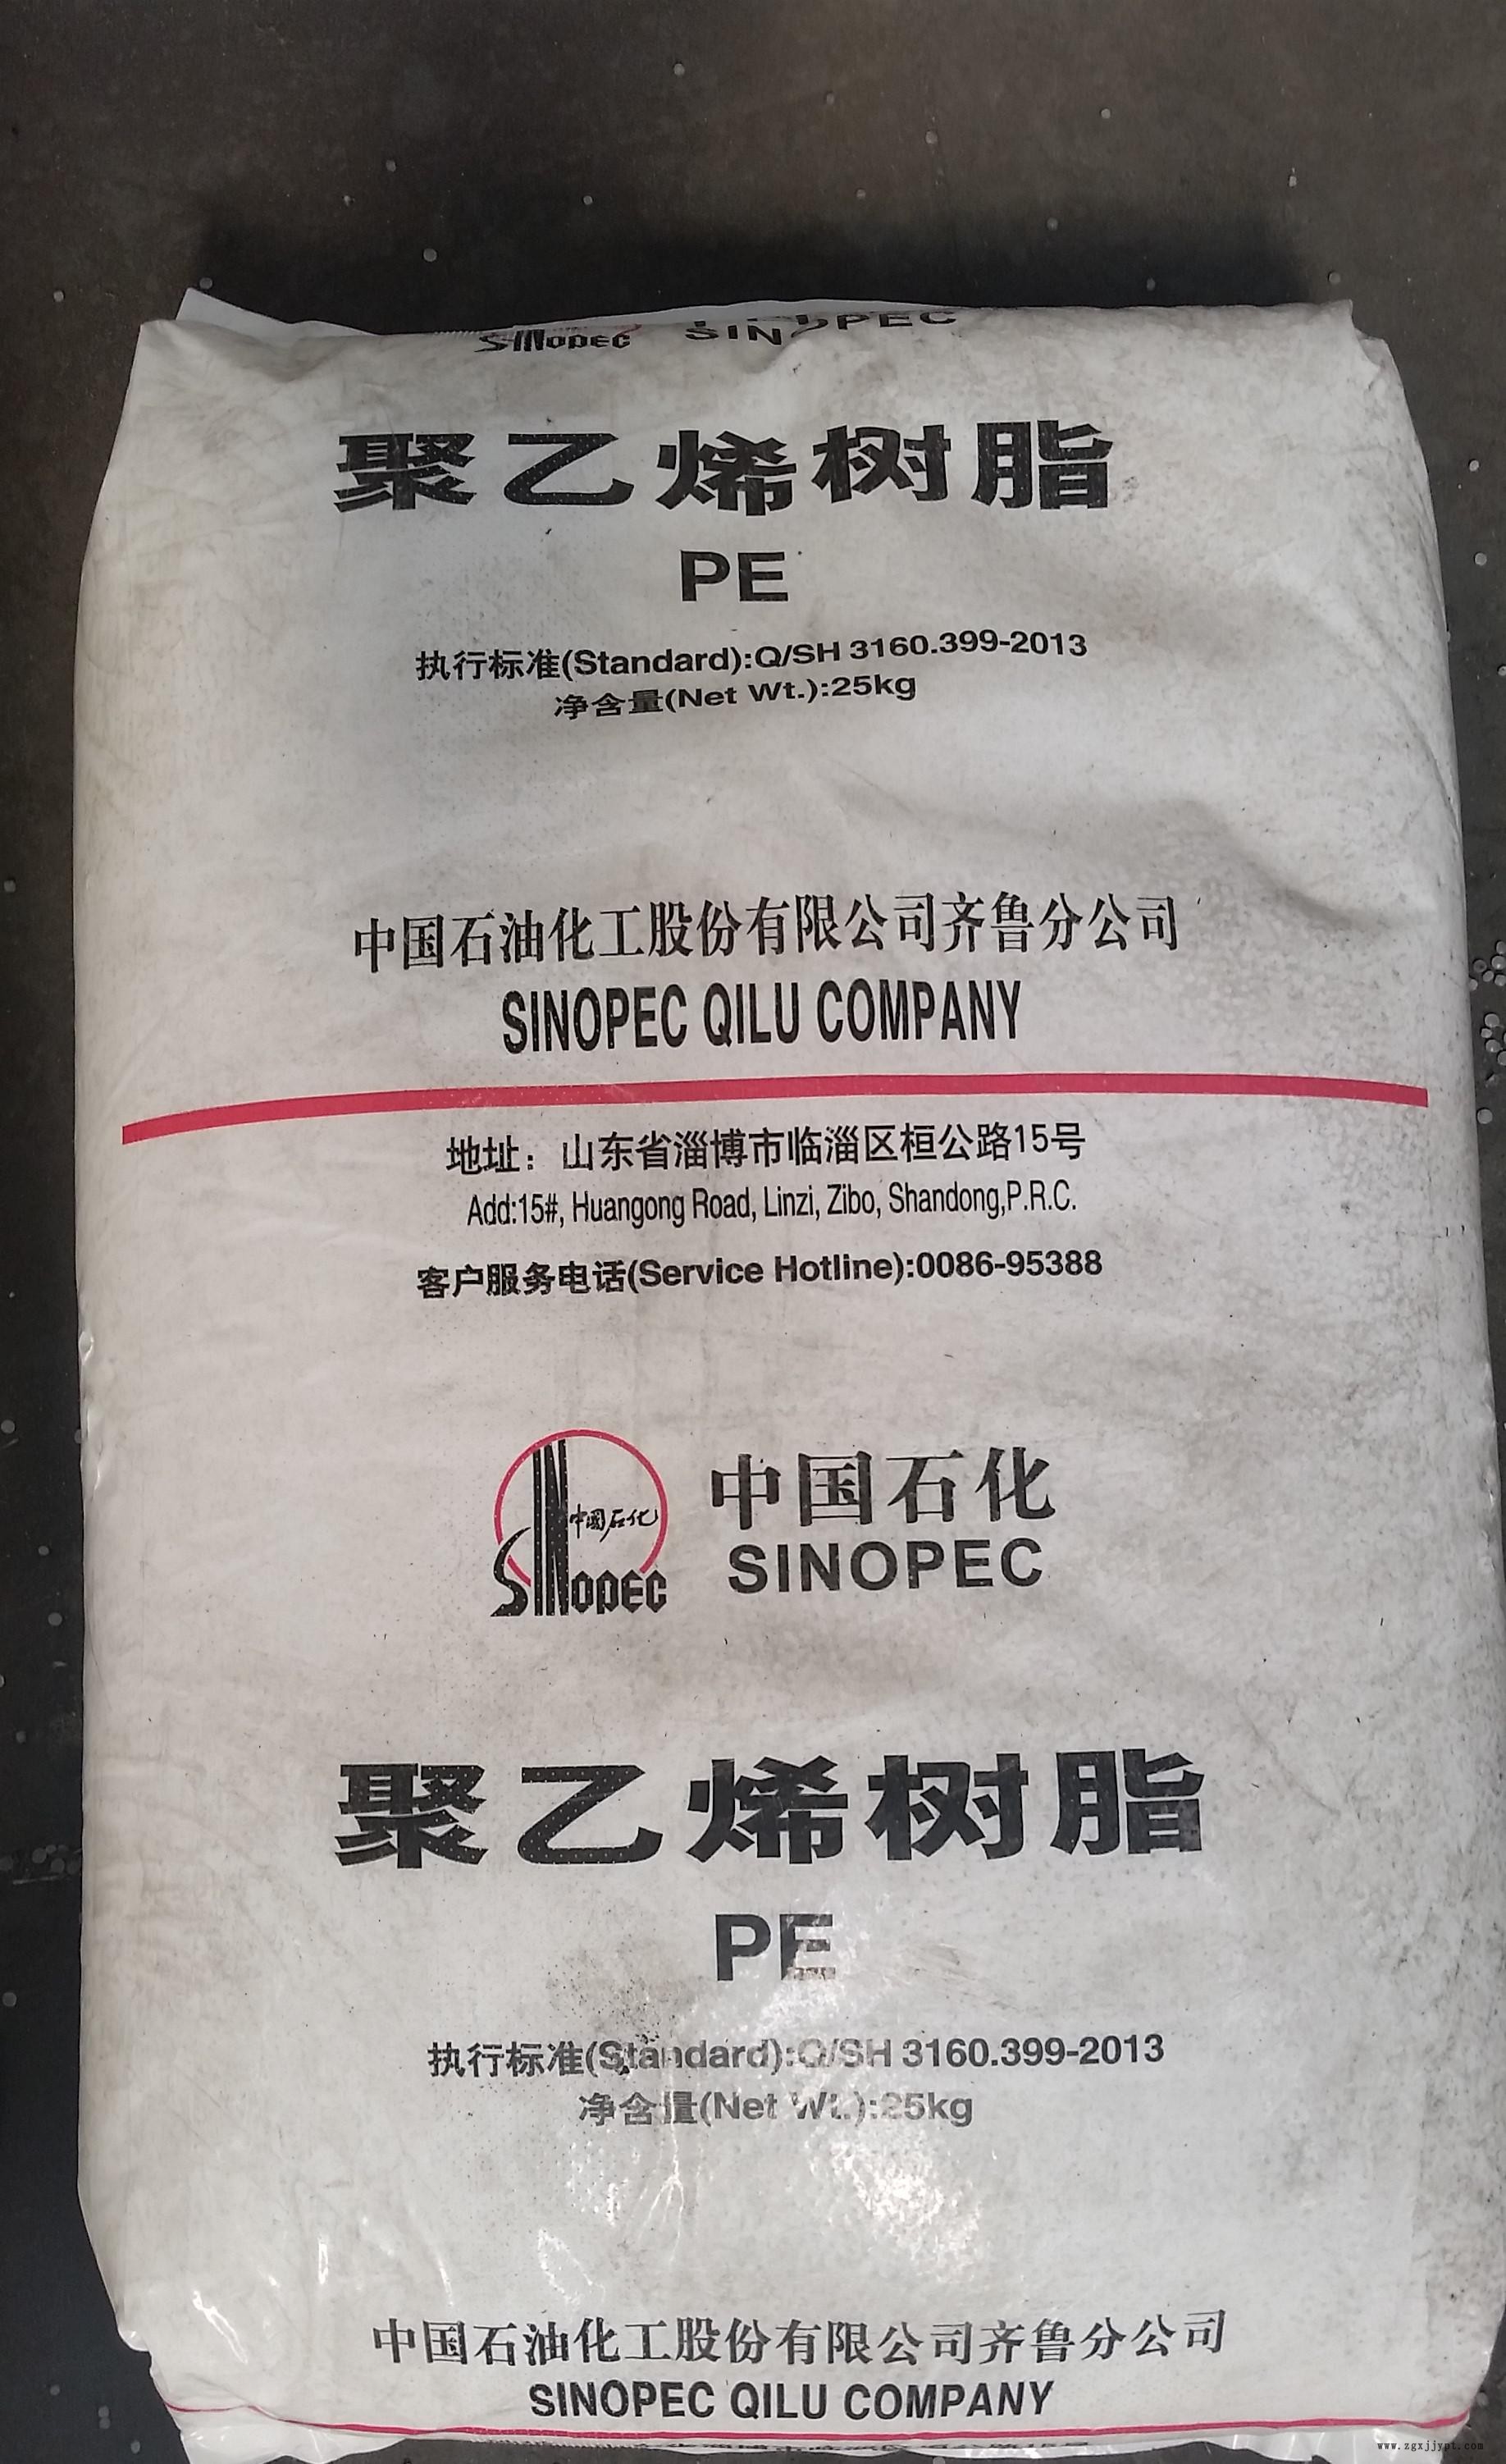 SINOPEC SINOPEC
聚乙烯树脂
PE
执行标准(Standard):Q/SH 3160.399-2013
净含量(Net Wt.):25kg
中国石油化工股份有限公司齐鲁分公司
SINOPEC QILU COMPANY
地址：山东省淄博市临淄区桓公路15号
Add:15#, Huangong Road, Linzi, Zibo, Shandong,P.R.C.
客户服务电话(Service Hotline):0086-95388
中国石化
SINOPEC
中国石化
SINOPEC
聚乙烯树脂
PE
执行标准(Standard):Q/SH 3160.399-2013
净含量(Net Wt.):25kg
中国石油化工股份有限公司齐鲁分公司
SINOPEC QILU COMPANY
www.zgxjjypt.com